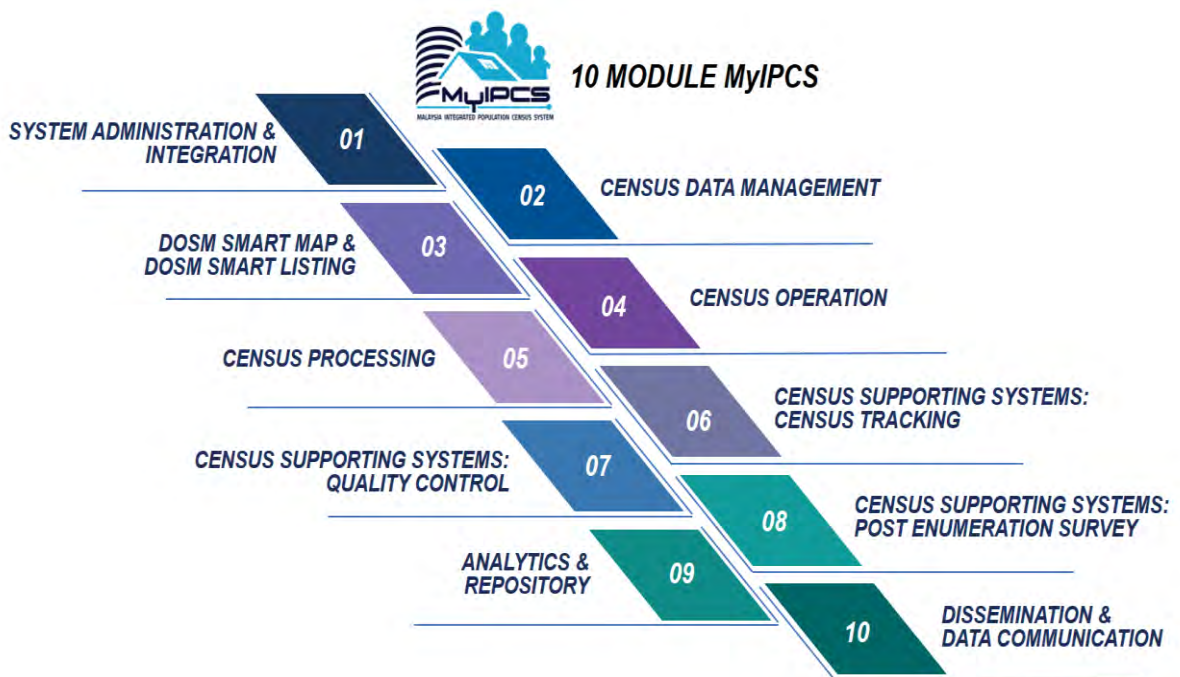 MyIPCS
MALAYSIA INTEGRATED POPULATION CENSUS SYSTEM
10 MODULE MyIPCS
01
SYSTEM ADMINISTRATION &
INTEGRATION
02
CENSUS DATA MANAGEMENT
03
DOSM SMART MAP &
DOSM SMART LISTING
04
CENSUS OPERATION
05
CENSUS PROCESSING
06
CENSUS SUPPORTING SYSTEMS:
CENSUS TRACKING
07
CENSUS SUPPORTING SYSTEMS:
QUALITY CONTROL
08
CENSUS SUPPORTING SYSTEMS:
POST ENUMERATION SURVEY
09
ANALYTICS &
REPOSITORY
10
DISSEMINATION &
DATA COMMUNICATION